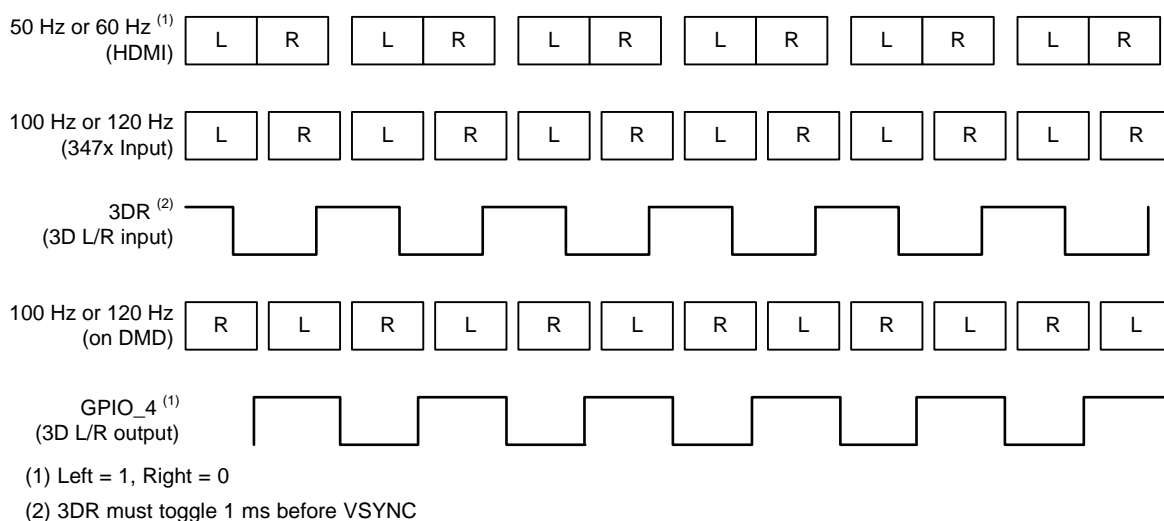 50 Hz or 60 Hz (1)
(HDMI)
L R L R L R L R L R L R
100 Hz or 120 Hz
(347x Input)
L R L R L R L R L R L R
3DR (2)
(3D L/R input)
100 Hz or 120 Hz
(on DMD)
R L R L R L R L R L R L
GPIO_4 (1)
(3D L/R output)
(1) Left = 1, Right = 0
(2) 3DR must toggle 1 ms before VSYNC